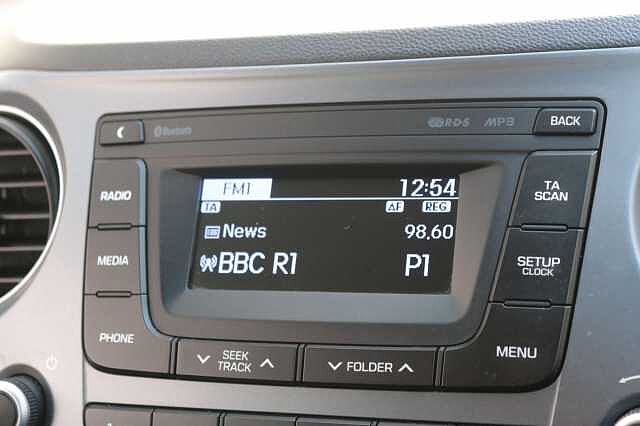 Bluetooth
RDS
MP3
BACK
RADIO
FM1
12:54
TA
SCAN
TA
AF
REG
News
98.60
MEDIA
BBC R1
P1
SETUP
CLOCK
PHONE
SEEK
TRACK
FOLDER
MENU
1